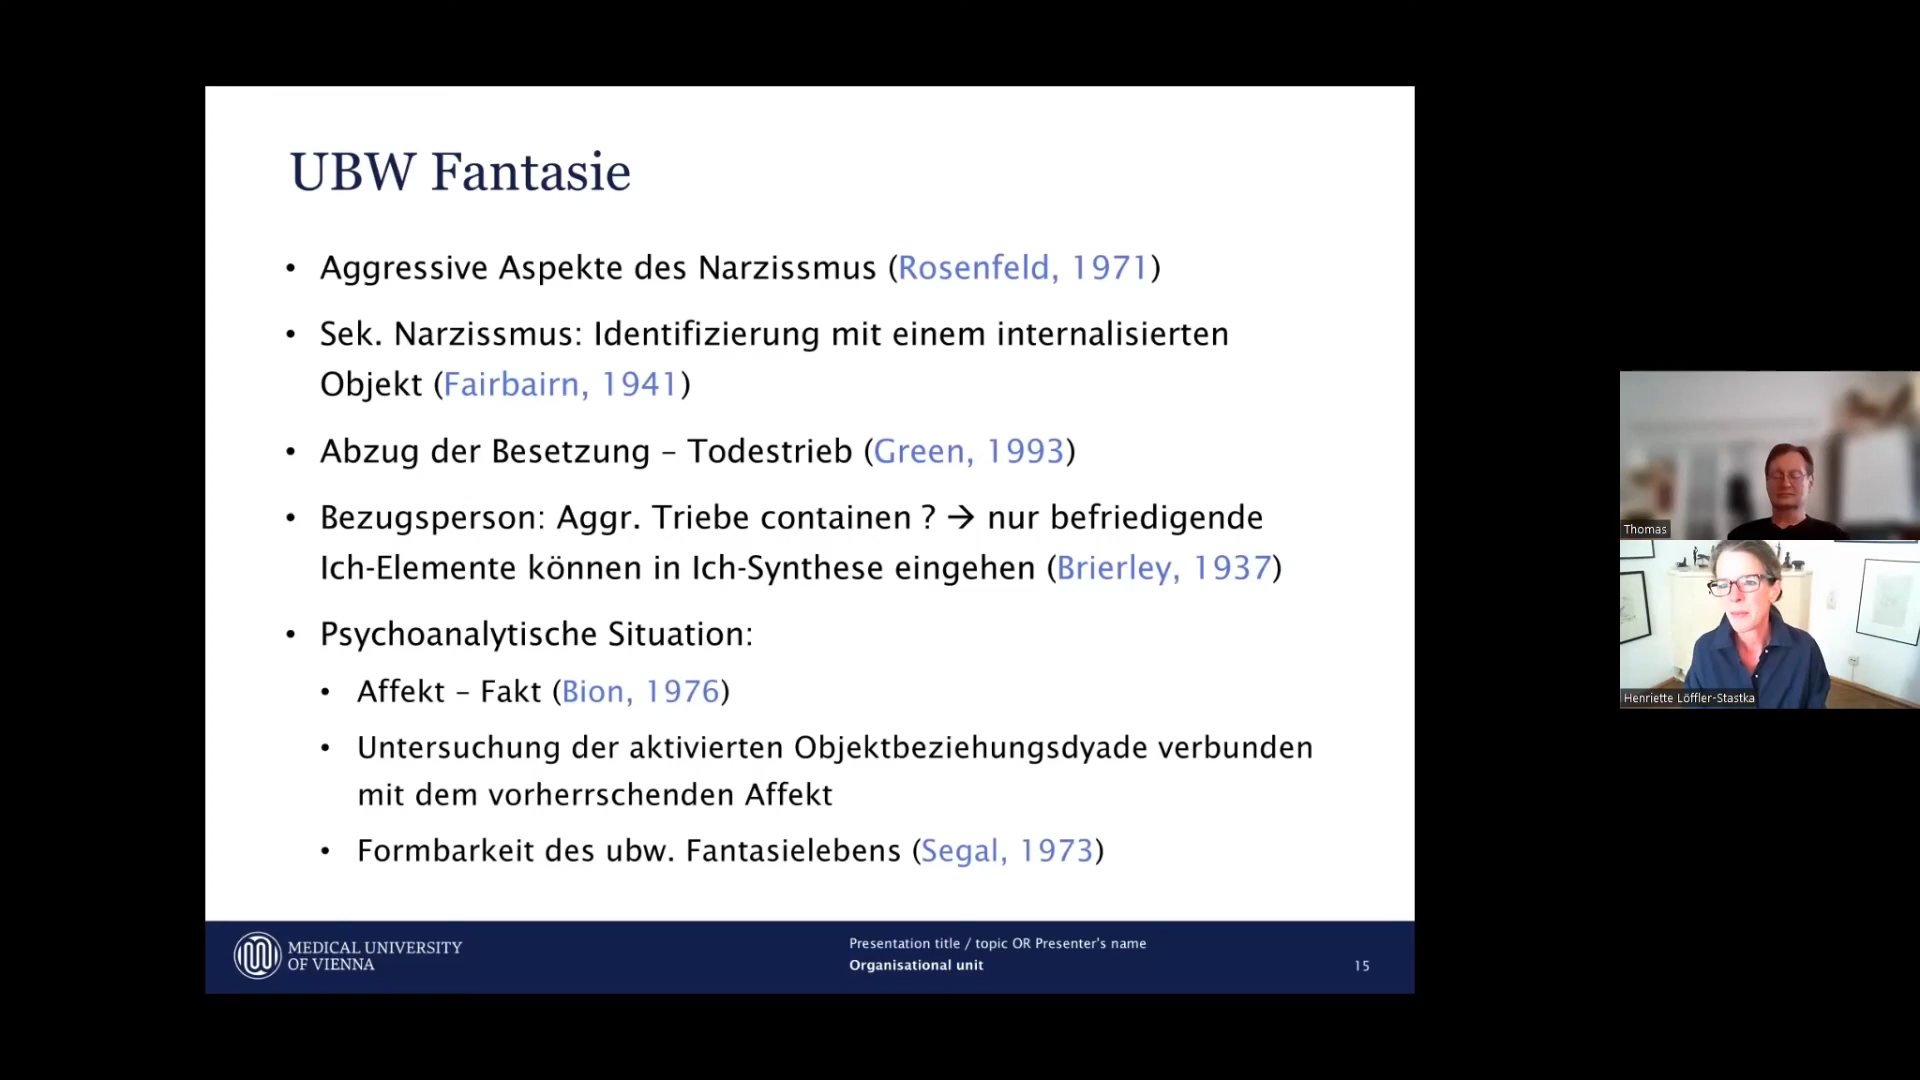 UBW Fantasie
• Aggressive Aspekte des Narzissmus (Rosenfeld, 1971)
• Sek. Narzissmus: Identifizierung mit einem internalisierten
Objekt (Fairbairn, 1941)
• Abzug der Besetzung – Todestrieb (Green, 1993)
• Bezugsperson: Aggr. Triebe containen ? → nur befriedigende
Ich-Elemente können in Ich-Synthese eingehen (Brierley, 1937)
• Psychoanalytische Situation:
• Affekt – Fakt (Bion, 1976)
• Untersuchung der aktivierten Objektbeziehungsdyade verbunden
mit dem vorherrschenden Affekt
• Formbarkeit des ubw. Fantasielebens (Segal, 1973)
MEDICAL UNIVERSITY
OF VIENNA
Presentation title / topic OR Presenter's name
Organisational unit
15
Thomas
Henriette Löffler-Stastka